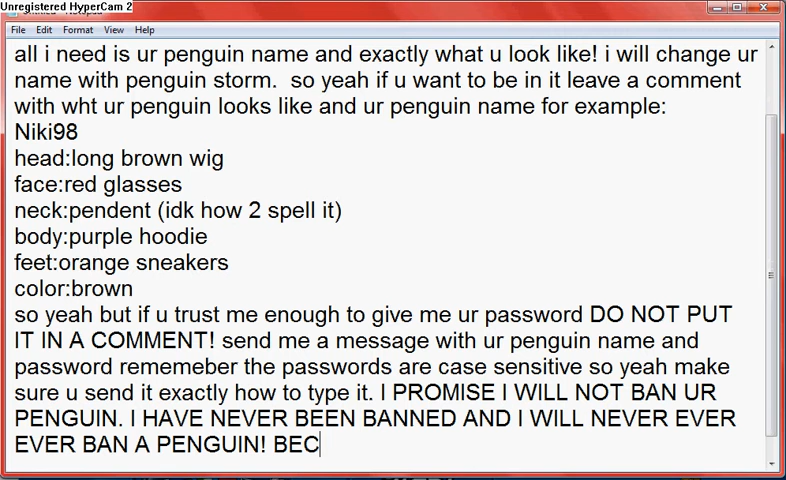 Unregistered HyperCam 2
File Edit Format View Help
all i need is ur penguin name and exactly what u look like! i will change ur
name with penguin storm.  so yeah if u want to be in it leave a comment
with wht ur penguin looks like and ur penguin name for example:
Niki98
head:long brown wig
face:red glasses
neck:pendent (idk how 2 spell it)
body:purple hoodie
feet:orange sneakers
color:brown
so yeah but if u trust me enough to give me ur password DO NOT PUT
IT IN A COMMENT! send me a message with ur penguin name and
password rememeber the passwords are case sensitive so yeah make
sure u send it exactly how to type it. I PROMISE I WILL NOT BAN UR
PENGUIN. I HAVE NEVER BEEN BANNED AND I WILL NEVER EVER
EVER BAN A PENGUIN! BEC